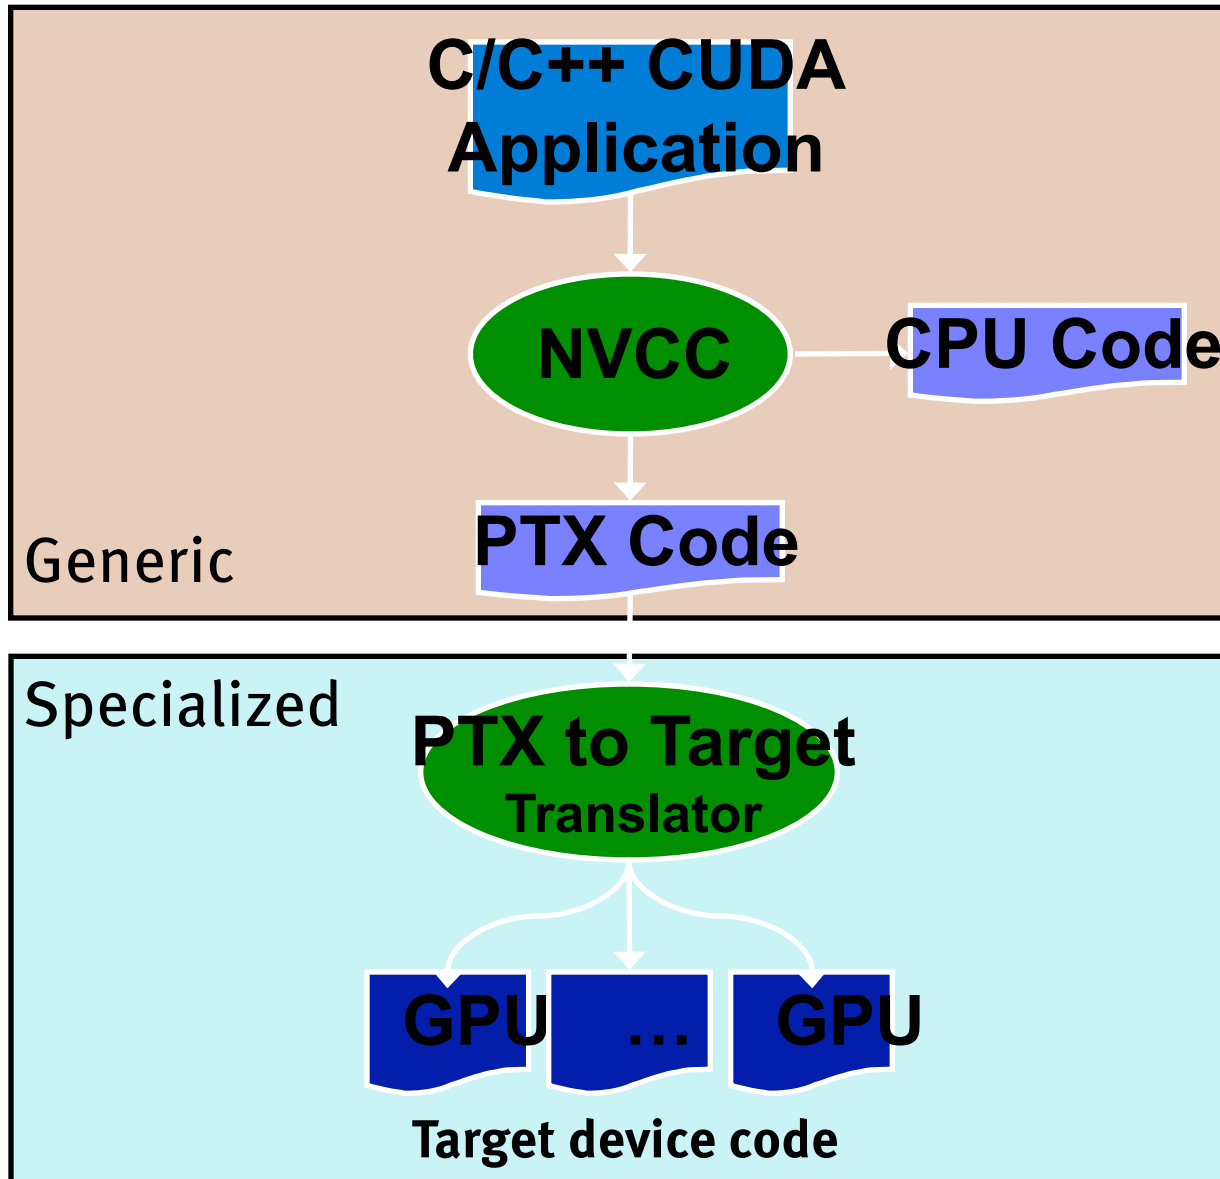 C/C++ CUDA
Application
NVCC
CPU Code
PTX Code
Generic
Specialized
PTX to Target
Translator
GPU … GPU
Target device code